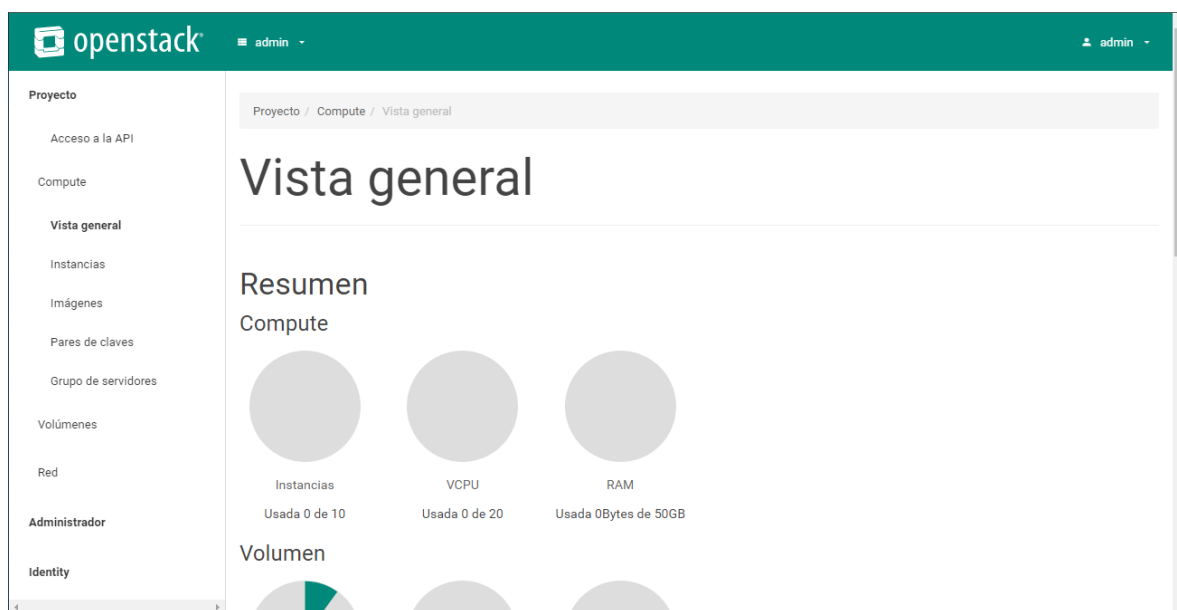 openstack
admin
admin
Proyecto
Acceso a la API
Compute
Vista general
Instancias
Imágenes
Pares de claves
Grupo de servidores
Volúmenes
Red
Administrador
Identity
Proyecto / Compute / Vista general
Vista general
Resumen
Compute
Instancias
Usada 0 de 10
VCPU
Usada 0 de 20
RAM
Usada 0Bytes de 50GB
Volumen